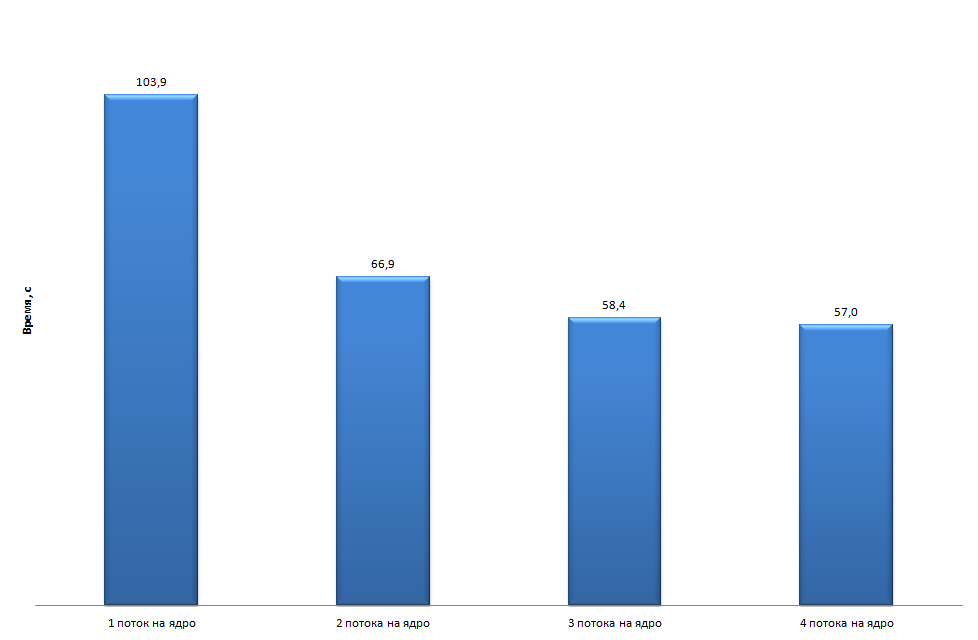 103,9
66,9
58,4
57,0
Время, с
1 поток на ядро
2 потока на ядро
3 потока на ядро
4 потока на ядро